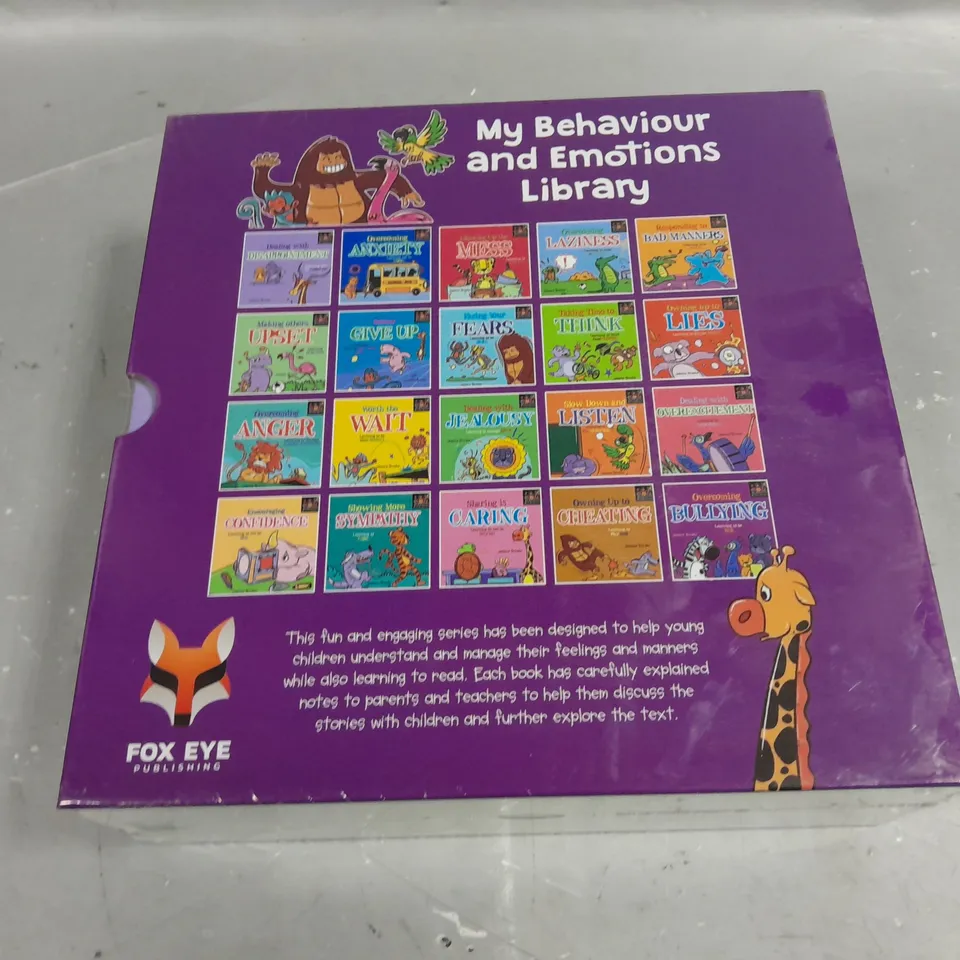 My Behaviour
and Emotions
Library
Dealing with
Overcoming
ANXIETY
MESS
Overcoming
LAZINESS
Responding to
BAD MANNERS
Making others
UPSET
GIVE UP
Facing Your
FEARS
Taking Time to
THINK
Owning up to
LIES
Overcoming
ANGER
Worth the
WAIT
Dealing with
JEALOUSY
Slow Down and
LISTEN
Dealing with
Encouraging
CONFIDENCE
Showing More
SYMPATHY
Sharing is
CARING
Owning Up to
CHEATING
Overcoming
BULLYING
This fun and engaging series has been designed to help young
children understand and manage their feelings and manners
while also learning to read. Each book has carefully explained
notes to parents and teachers to help them discuss the
stories with children and further explore the text.
FOX EYE
PUBLISHING